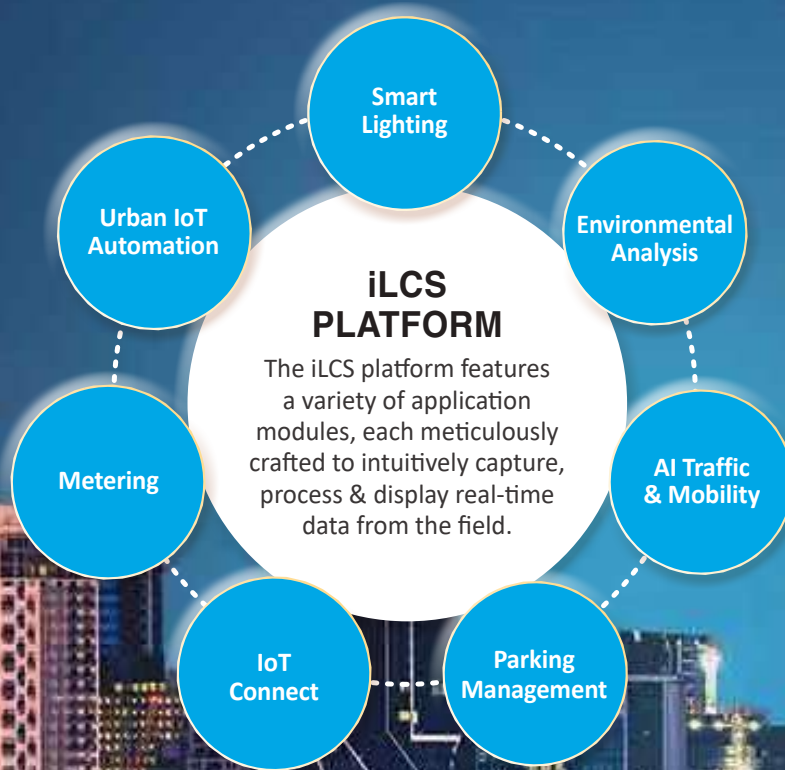 Smart
Lighting
Urban IoT
Automation
Environmental
Analysis
iLCS
PLATFORM
The iLCS platform features
a variety of application
modules, each meticulously
crafted to intuitively capture,
process & display real-time
data from the field.
Metering
AI Traffic
& Mobility
IoT
Connect
Parking
Management